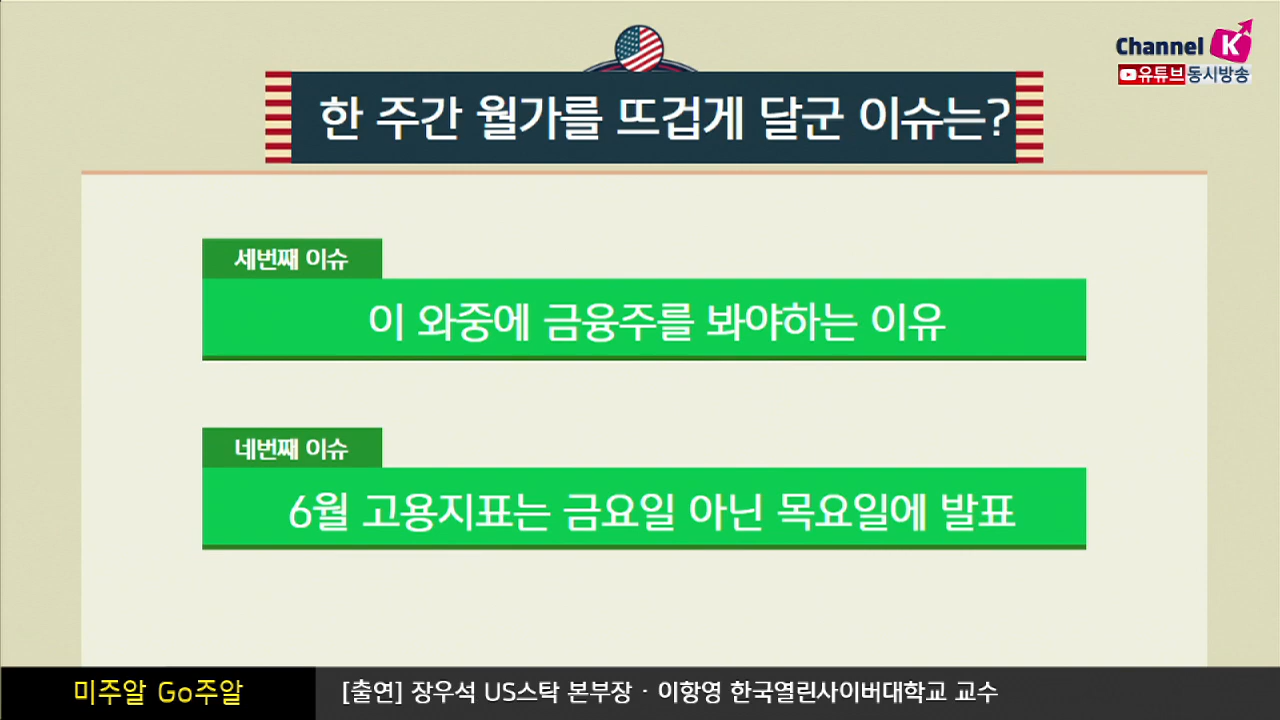 Channel K
유튜브동시방송
한 주간 월가를 뜨겁게 달군 이슈는?
세번째 이슈
이 와중에 금융주를 봐야하는 이유
네번째 이슈
6월 고용지표는 금요일 아닌 목요일에 발표
미주알 Go주알
[출연] 장우석 US스탁 본부장 · 이항영 한국열린사이버대학교 교수